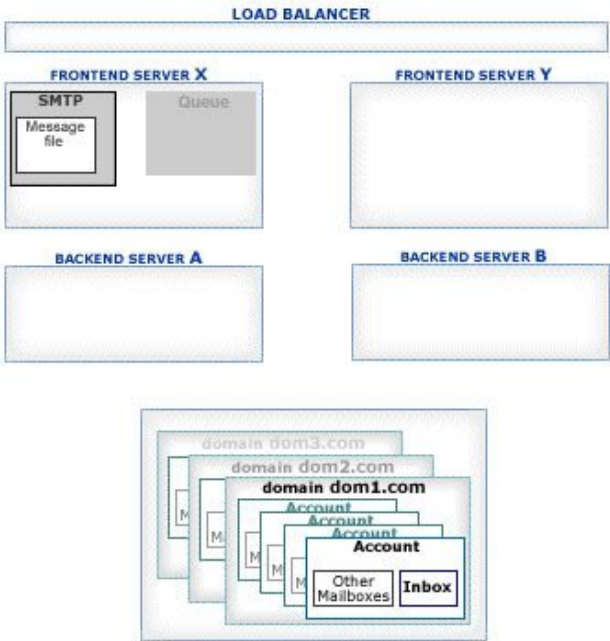 LOAD BALANCER
FRONTEND SERVER X
FRONTEND SERVER Y
SMTP
Queue
Message
file
BACKEND SERVER A
BACKEND SERVER B
domain dom3.com
domain dom2.com
domain dom1.com
Account
Account
Account
Account
M
M
M
M
M
Other
Mailboxes
Inbox